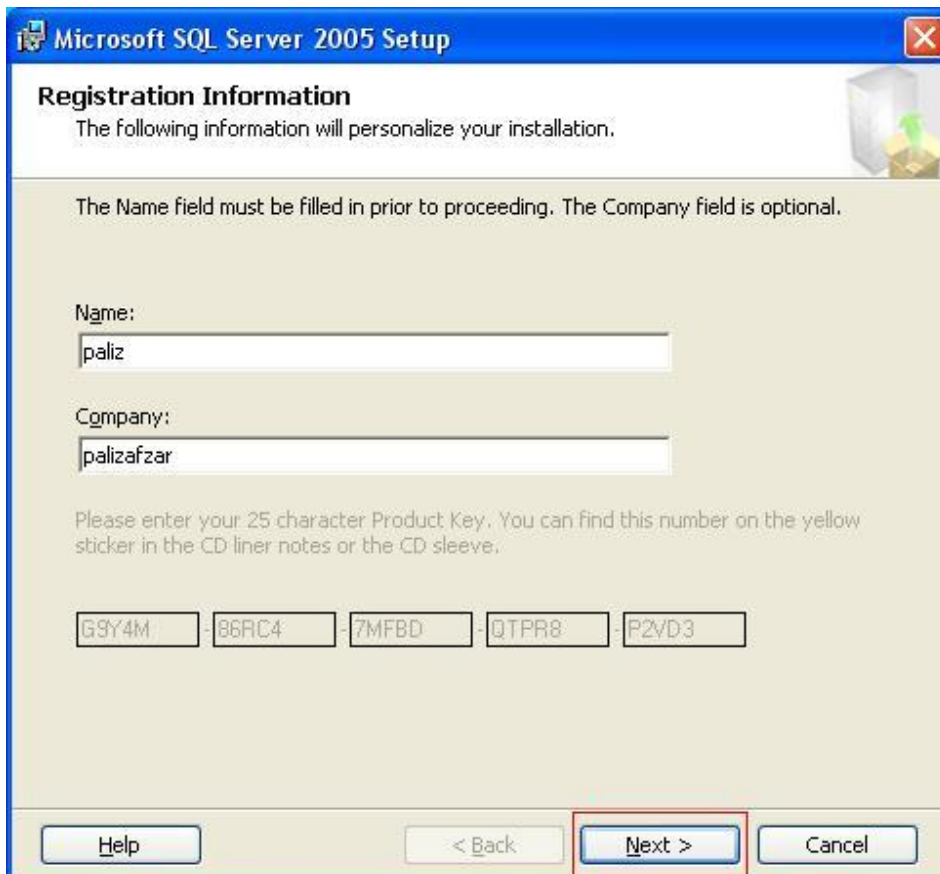 Microsoft SQL Server 2005 Setup
Registration Information
The following information will personalize your installation.
The Name field must be filled in prior to proceeding. The Company field is optional.
Name:
paliz
Company:
palizafzar
Please enter your 25 character Product Key. You can find this number on the yellow
sticker in the CD liner notes or the CD sleeve.
G9Y4M - 86RC4 - 7MFBD - QTPR8 - P2VD3
Help < Back Next > Cancel